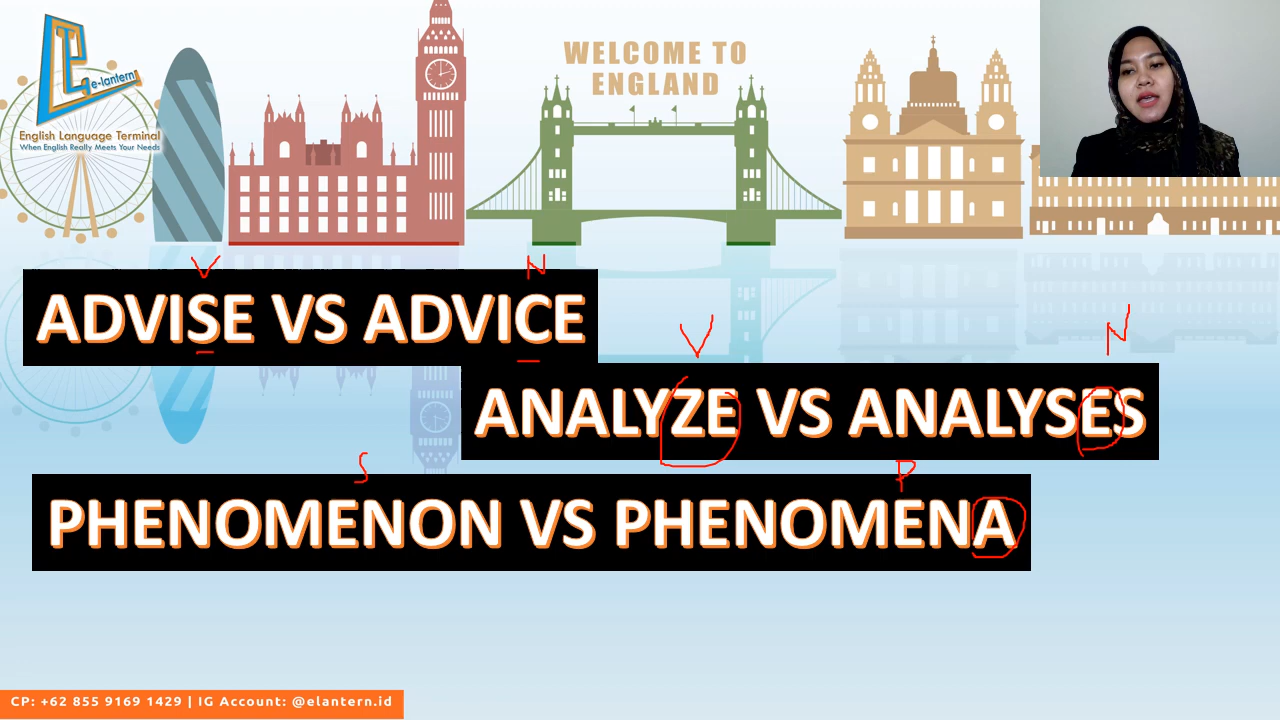 e-lantern
English Language Terminal
When English Really Meets Your Needs
WELCOME TO
ENGLAND
V N
ADVISE VS ADVICE
V N
ANALYZE VS ANALYSES
S P
PHENOMENON VS PHENOMENA
CP: +62 855 9169 1429 | IG Account: @elantern.id